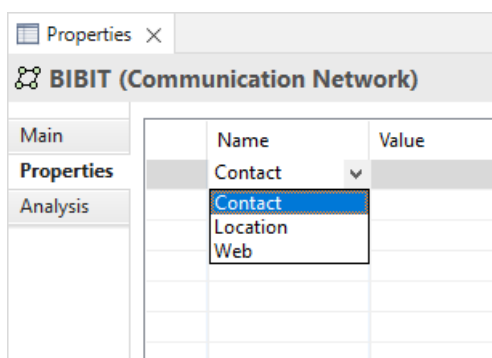 Properties
BIBIT (Communication Network)
Main
Properties
Analysis
Name Value
Contact
Contact
Location
Web